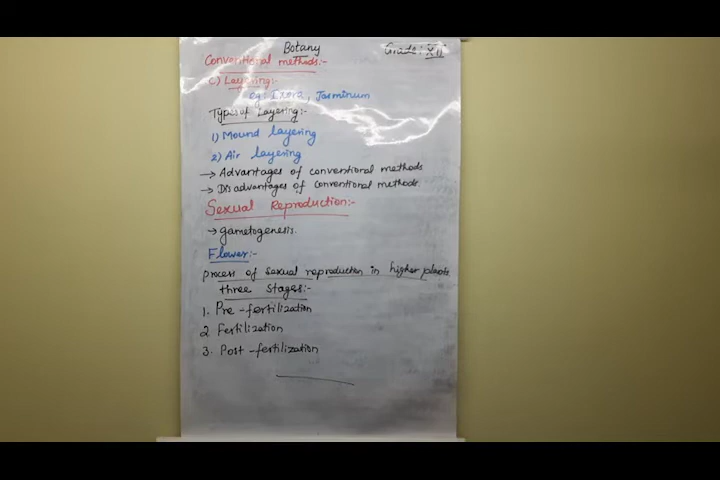 Botany
Grade: XII
Conventional methods:-
c) Layering:-
eg: Ixora, Jasminum
Types of Layering:-
1) Mound layering
2) Air layering
→ Advantages of conventional methods
→ Disadvantages of conventional methods.
Sexual Reproduction:-
→ gametogenesis.
Flower:-
process of sexual reproduction in higher plants
three stages:-
1. Pre-fertilization
2 Fertilization
3. Post-fertilization